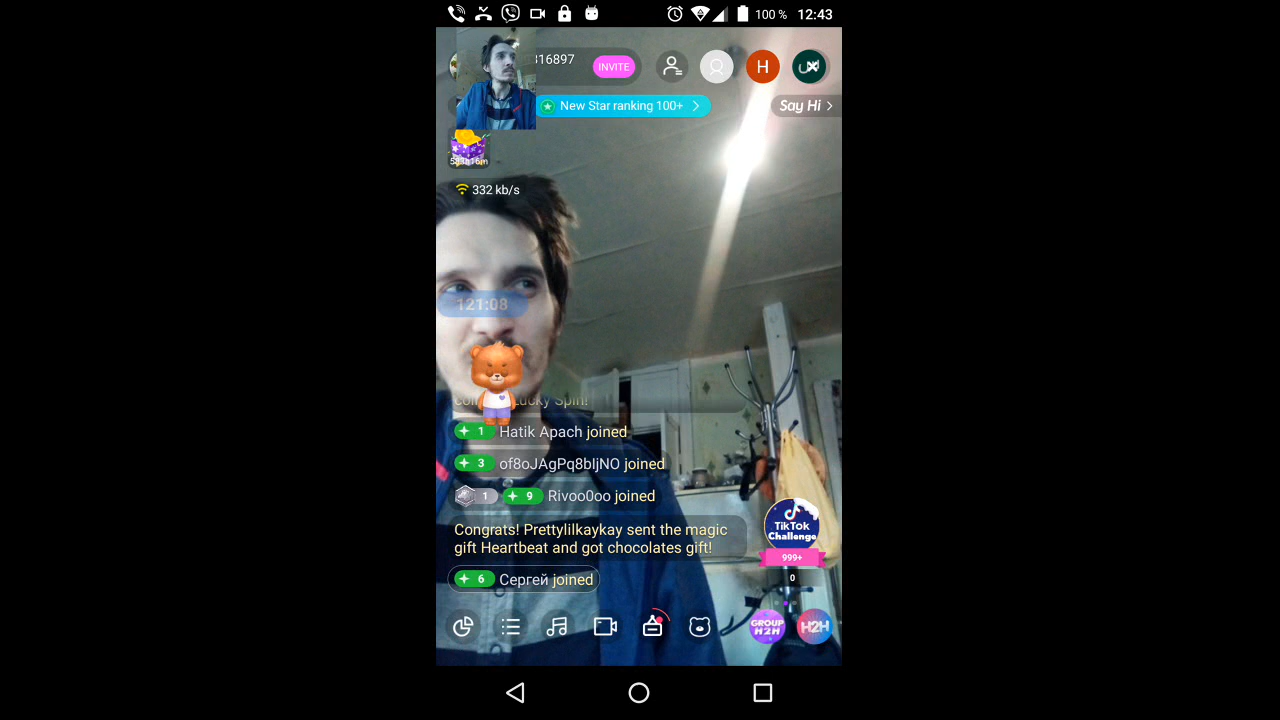 100 % 12:43
316897
INVITE
H
New Star ranking 100+
Say Hi
583h16m
332 kb/s
121:08
Lucky Spin!
1 Hatik Apach joined
3 of8oJAgPq8bIjNO joined
1 9 Rivoo0oo joined
Congrats! Prettylilkaykay sent the magic
gift Heartbeat and got chocolates gift!
TikTok
Challenge
999+
0
6 Сергей joined
GROUP
H2H
H2H